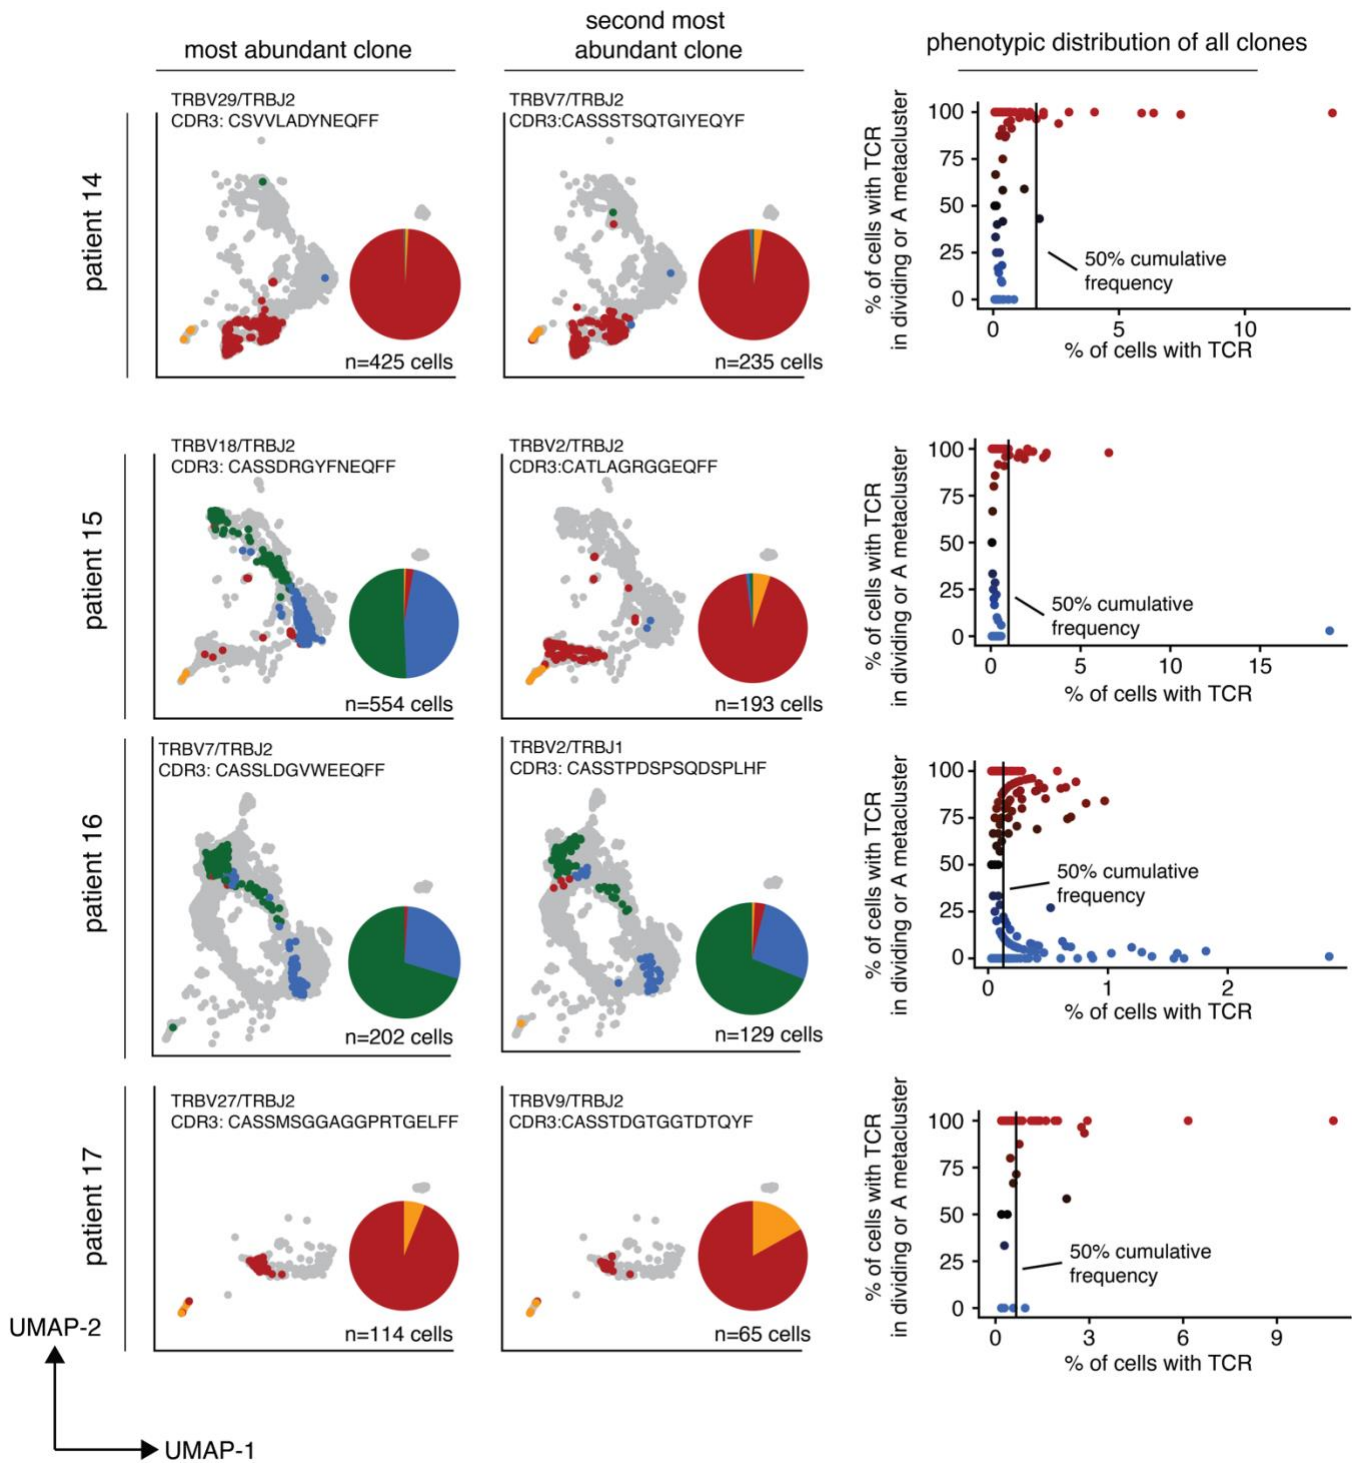 most abundant clone
second most
abundant clone
phenotypic distribution of all clones
patient 14
TRBV29/TRBJ2
CDR3: CSVVLADYNEQFF
n=425 cells
TRBV7/TRBJ2
CDR3:CASSSTSQTGIYEQYF
n=235 cells
% of cells with TCR
in dividing or A metacluster
100
75
50
25
0
50% cumulative
frequency
0 5 10
% of cells with TCR
patient 15
TRBV18/TRBJ2
CDR3: CASSDRGYFNEQFF
n=554 cells
TRBV2/TRBJ2
CDR3:CATLAGRGGEQFF
n=193 cells
% of cells with TCR
in dividing or A metacluster
100
75
50
25
0
50% cumulative
frequency
0 5 10 15
% of cells with TCR
patient 16
TRBV7/TRBJ2
CDR3: CASSLDGVWEEQFF
n=202 cells
TRBV2/TRBJ1
CDR3: CASSTPDSPSQDSPLHF
n=129 cells
% of cells with TCR
in dividing or A metacluster
100
75
50
25
0
50% cumulative
frequency
0 1 2
% of cells with TCR
patient 17
TRBV27/TRBJ2
CDR3: CASSMSGGAGGPRTGELFF
n=114 cells
TRBV9/TRBJ2
CDR3:CASSTDGTGGTDTQYF
n=65 cells
% of cells with TCR
in dividing or A metacluster
100
75
50
25
0
50% cumulative
frequency
0 3 6 9
% of cells with TCR
UMAP-2
UMAP-1